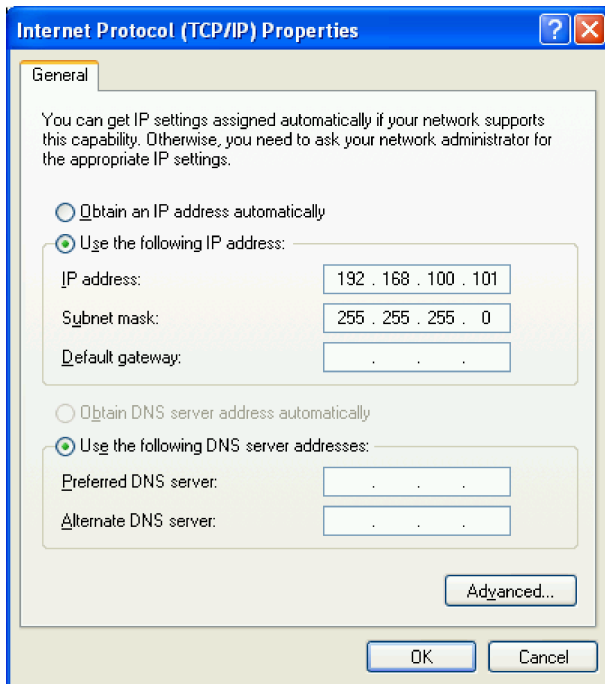 Internet Protocol (TCP/IP) Properties
General
You can get IP settings assigned automatically if your network supports
this capability. Otherwise, you need to ask your network administrator for
the appropriate IP settings.
Obtain an IP address automatically
Use the following IP address:
IP address: 192 . 168 . 100 . 101
Subnet mask: 255 . 255 . 255 . 0
Default gateway: . . .
Obtain DNS server address automatically
Use the following DNS server addresses:
Preferred DNS server: . . .
Alternate DNS server: . . .
Advanced...
OK Cancel